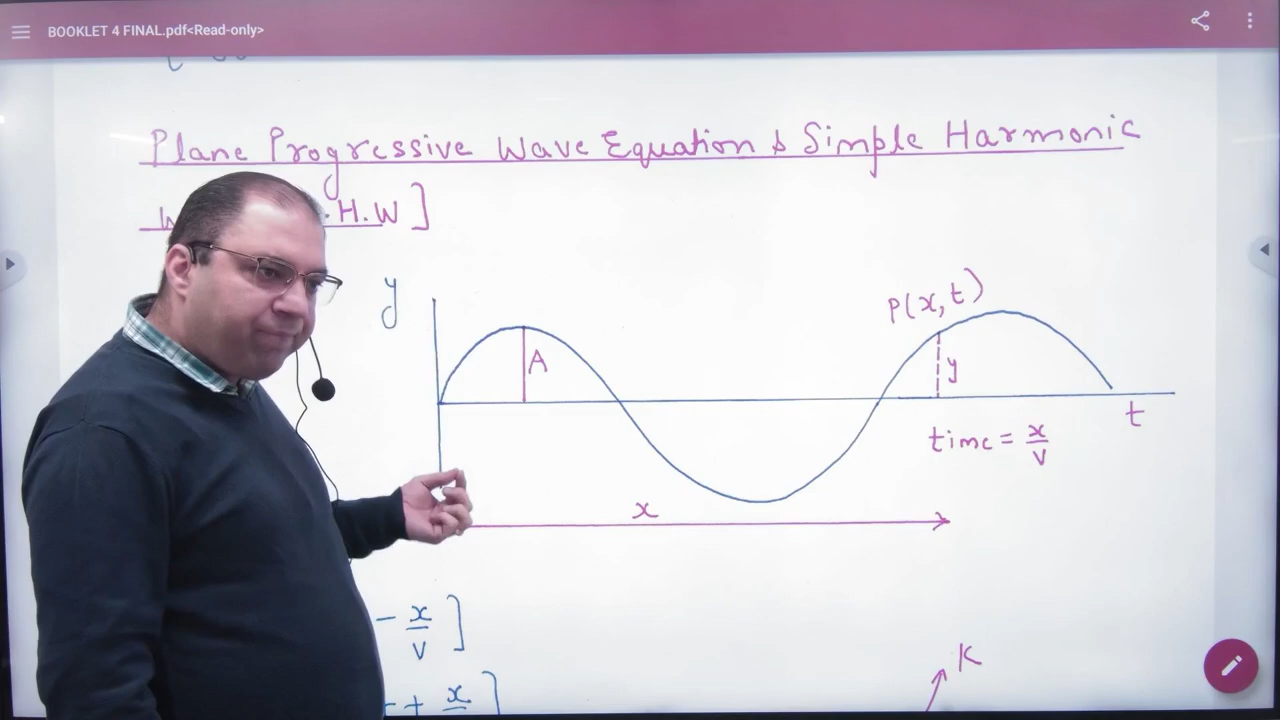 BOOKLET 4 FINAL.pdf<Read-only>
Plane Progressive Wave Equation & Simple Harmonic
.H.W]
y
P(x,t)
A
y
t
time = x/v
x
- x/v ]
+ x ]
K